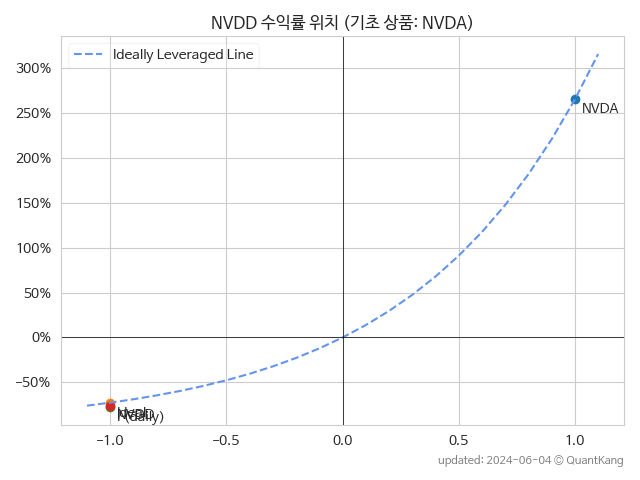 NVDD 수익률 위치 (기초 상품: NVDA)
Ideally Leveraged Line
300%
250%
200%
150%
100%
50%
0%
−50%
NVDA
(daily)
−1.0
−0.5
0.0
0.5
1.0
updated: 2024-06-04 © QuantKang